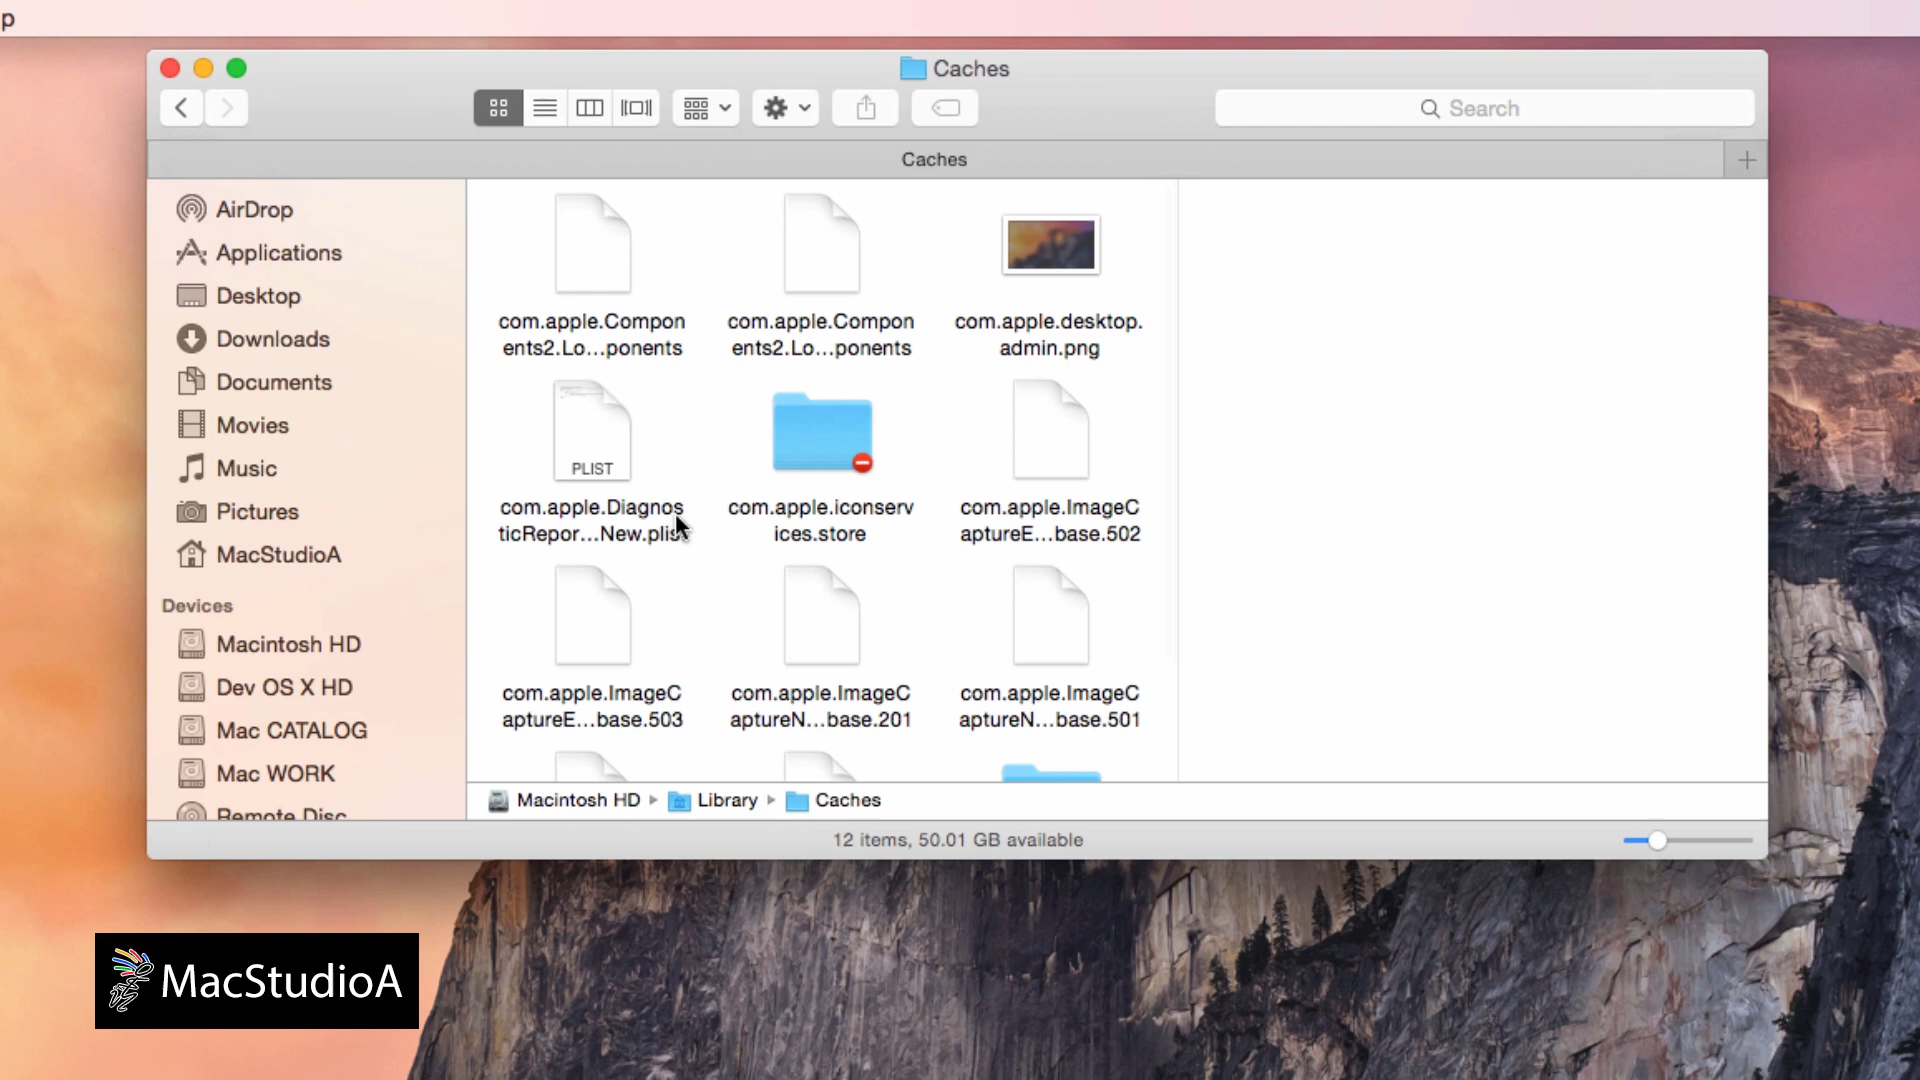 p
Caches
Search
Caches
AirDrop
Applications
Desktop
Downloads
Documents
Movies
Music
Pictures
MacStudioA
Devices
Macintosh HD
Dev OS X HD
Mac CATALOG
Mac WORK
Remote Disc
com.apple.Compon
ents2.Lo...ponents
com.apple.Compon
ents2.Lo...ponents
com.apple.desktop.
admin.png
PLIST
com.apple.Diagnos
ticRepor...New.plist
com.apple.iconserv
ices.store
com.apple.ImageC
aptureE...base.502
com.apple.ImageC
aptureE...base.503
com.apple.ImageC
aptureN...base.201
com.apple.ImageC
aptureN...base.501
Macintosh HD ▸ Library ▸ Caches
12 items, 50.01 GB available
MacStudioA